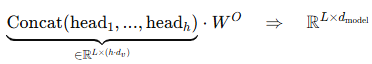 Concat(head₁, ..., headₕ) · W^O ⇒ ℝ^{L×d_model}
∈ℝ^{L×(h·d_v)}